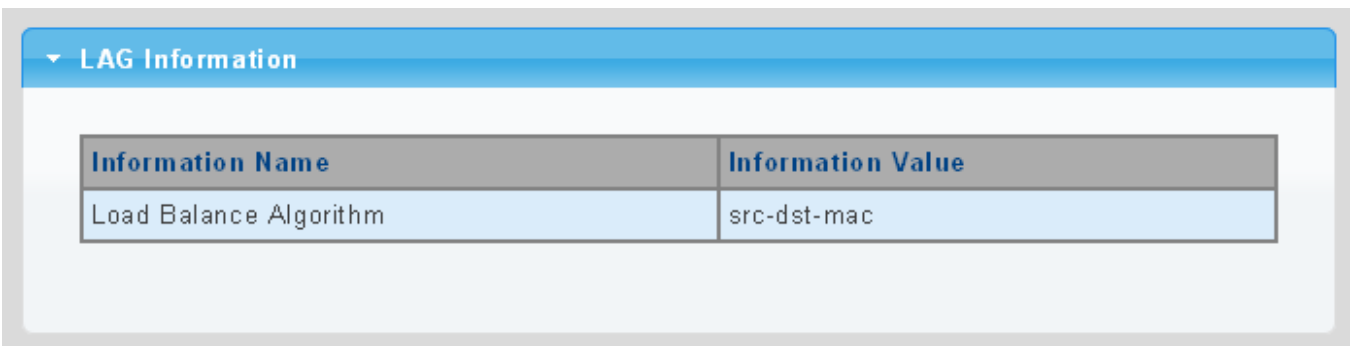 LAG Information
Information Name Information Value
Load Balance Algorithm src-dst-mac